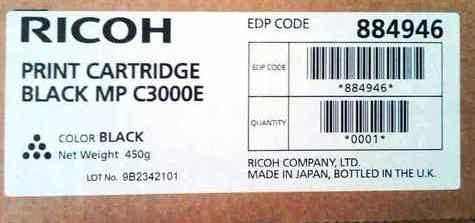 RICOH
PRINT CARTRIDGE
BLACK MP C3000E
COLOR BLACK
Net Weight 450g
LOT No. 9B2342101
EDP CODE 884946
EDP CODE
*884946*
QUANTITY
*0001*
RICOH COMPANY, LTD.
MADE IN JAPAN, BOTTLED IN THE U.K.